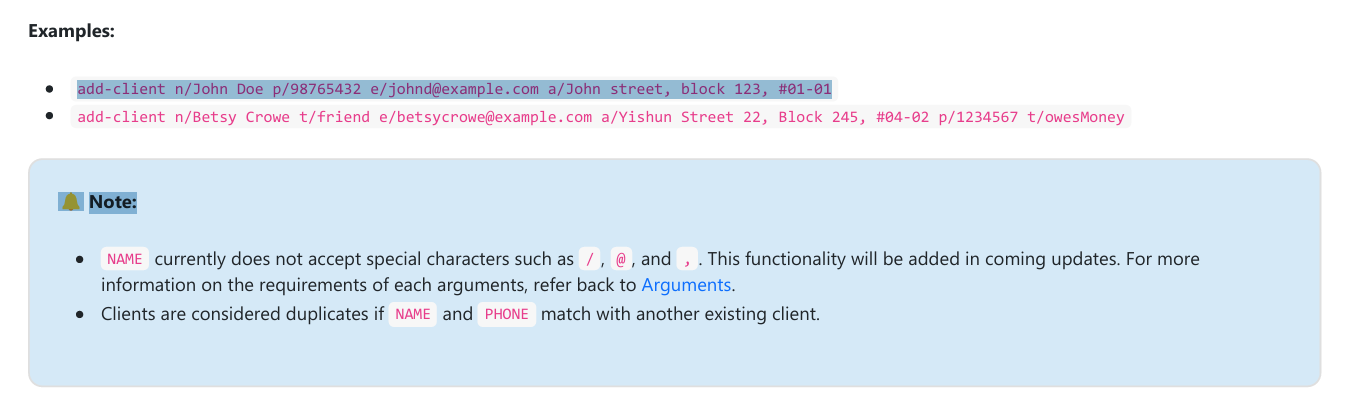 Examples:
add-client n/John Doe p/98765432 e/johnd@example.com a/John street, block 123, #01-01
add-client n/Betsy Crowe t/friend e/betsycrowe@example.com a/Yishun Street 22, Block 245, #04-02 p/1234567 t/owesMoney
Note:
NAME currently does not accept special characters such as /, @, and ,. This functionality will be added in coming updates. For more
information on the requirements of each arguments, refer back to Arguments.
Clients are considered duplicates if NAME and PHONE match with another existing client.